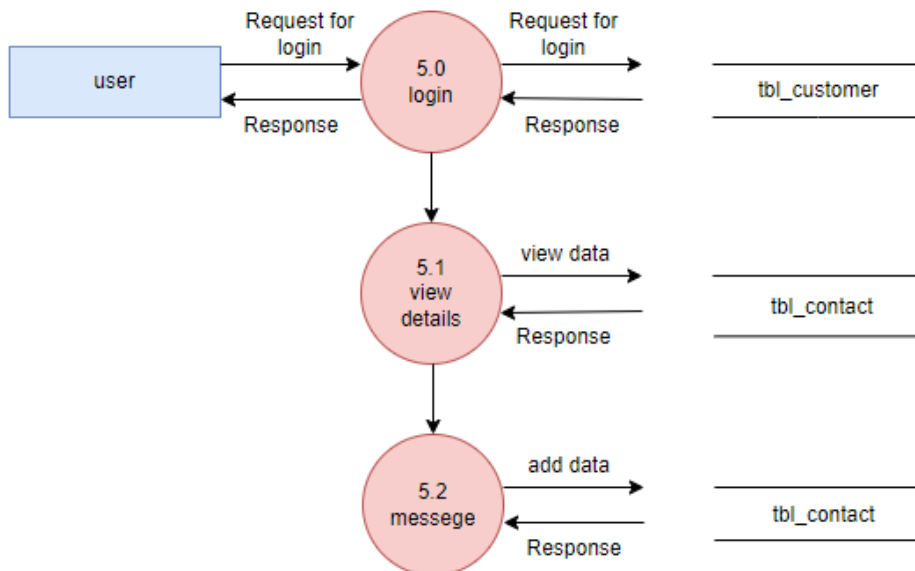 Request for
login
Request for
login
user
5.0
login
tbl_customer
Response
Response
5.1
view
details
view data
tbl_contact
Response
5.2
messege
add data
tbl_contact
Response